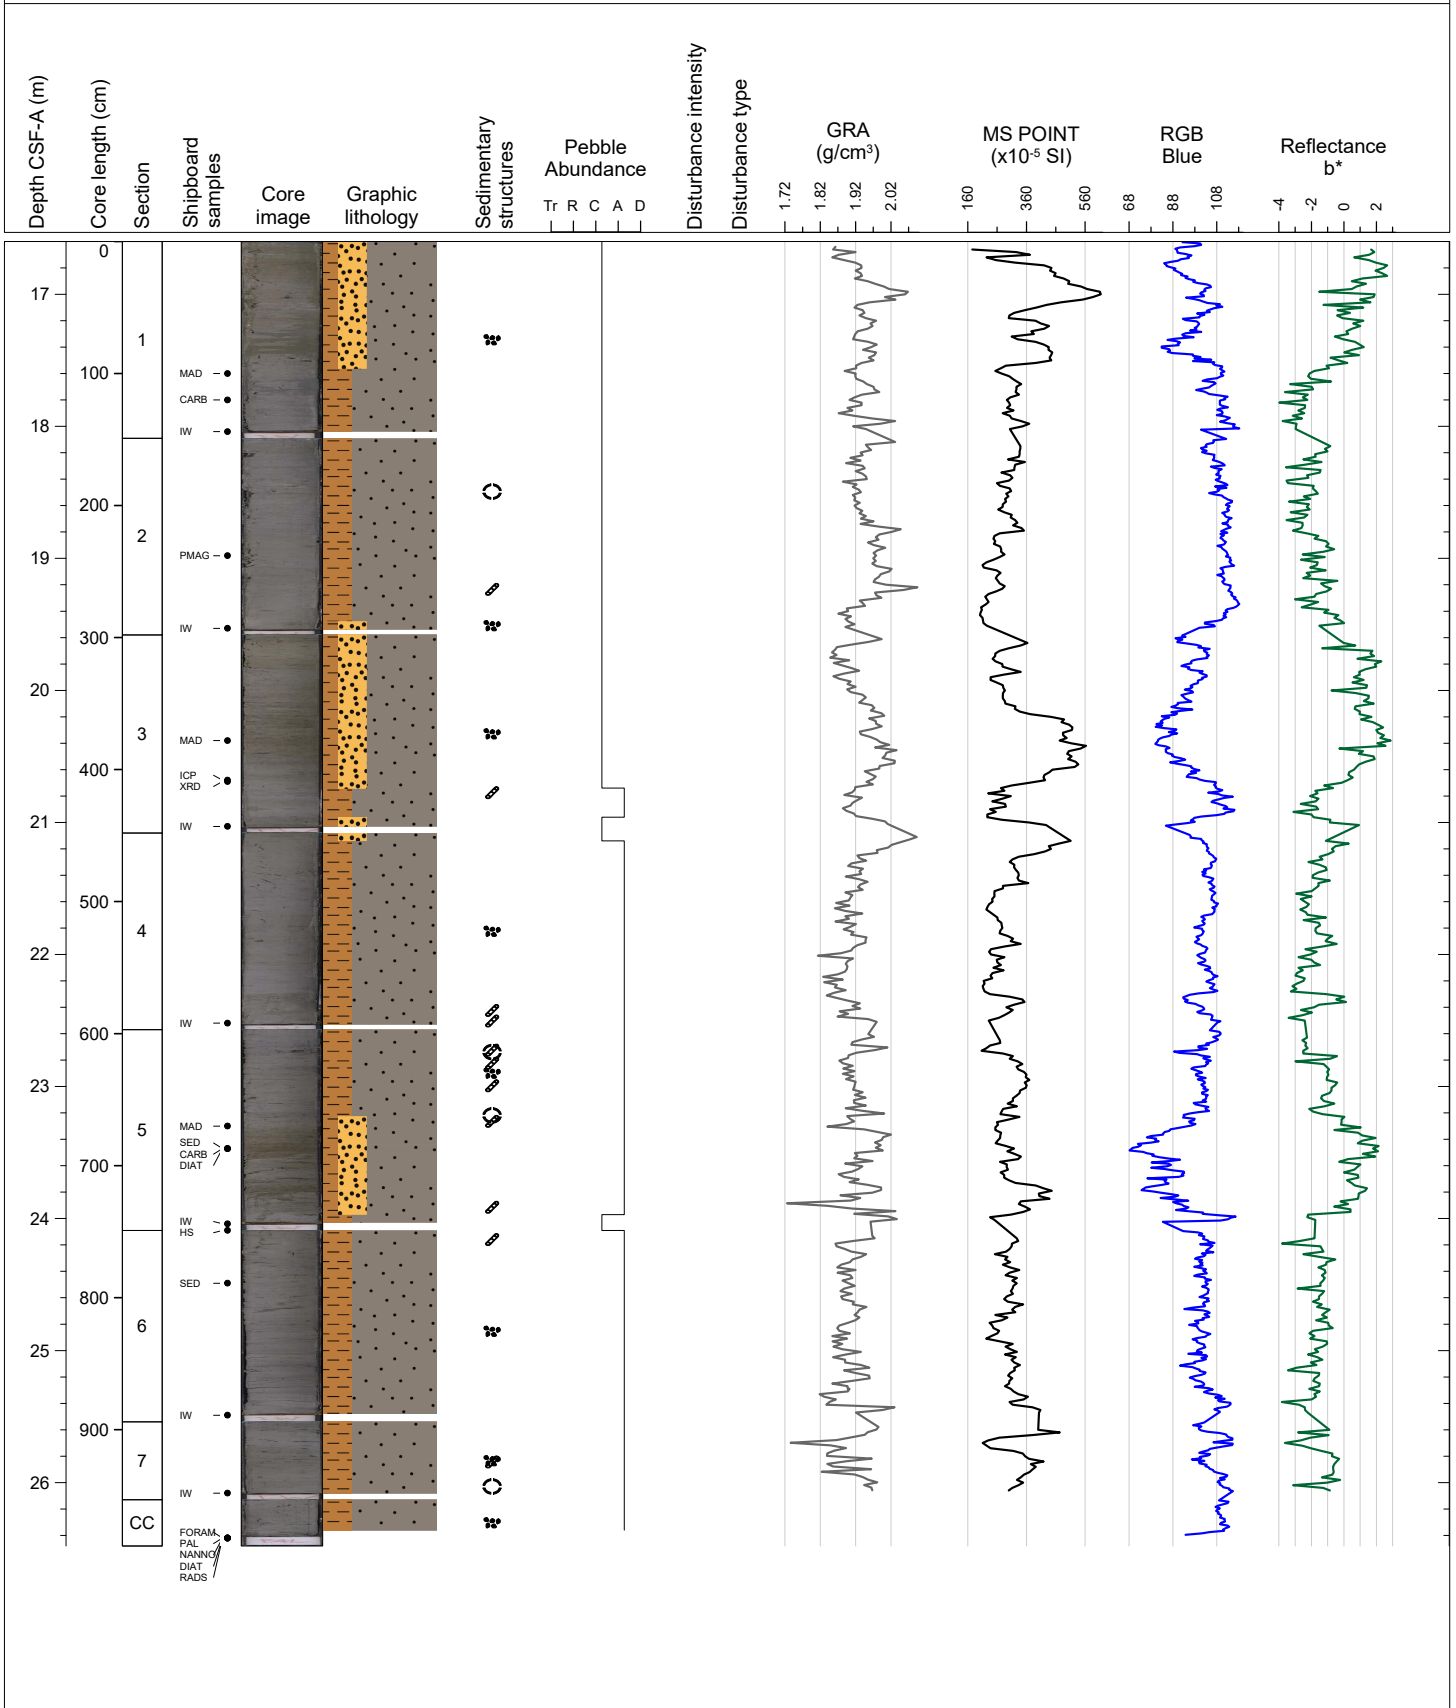 Depth CSF-A (m)
Core length (cm)
Section
Shipboard
samples
Core
image
Graphic
lithology
Sedimentary
structures
Pebble
Abundance
Tr R C A D
Disturbance intensity
Disturbance type
GRA
(g/cm³)
1.72 1.82 1.92 2.02
MS POINT
(x10⁻⁵ SI)
160 360 560
RGB
Blue
68 88 108
Reflectance
b*
-4 -2 0 2
0
17
1
MAD
100
CARB
18
IW
200
2
19
PMAG
IW
300
20
3
MAD
400
ICP
XRD
21
IW
500
4
22
IW
600
23
5
MAD
SED
CARB
DIAT
700
24
IW
HS
SED
800
6
25
IW
900
7
26
IW
CC
FORAM
PAL
NANNO
DIAT
RADS